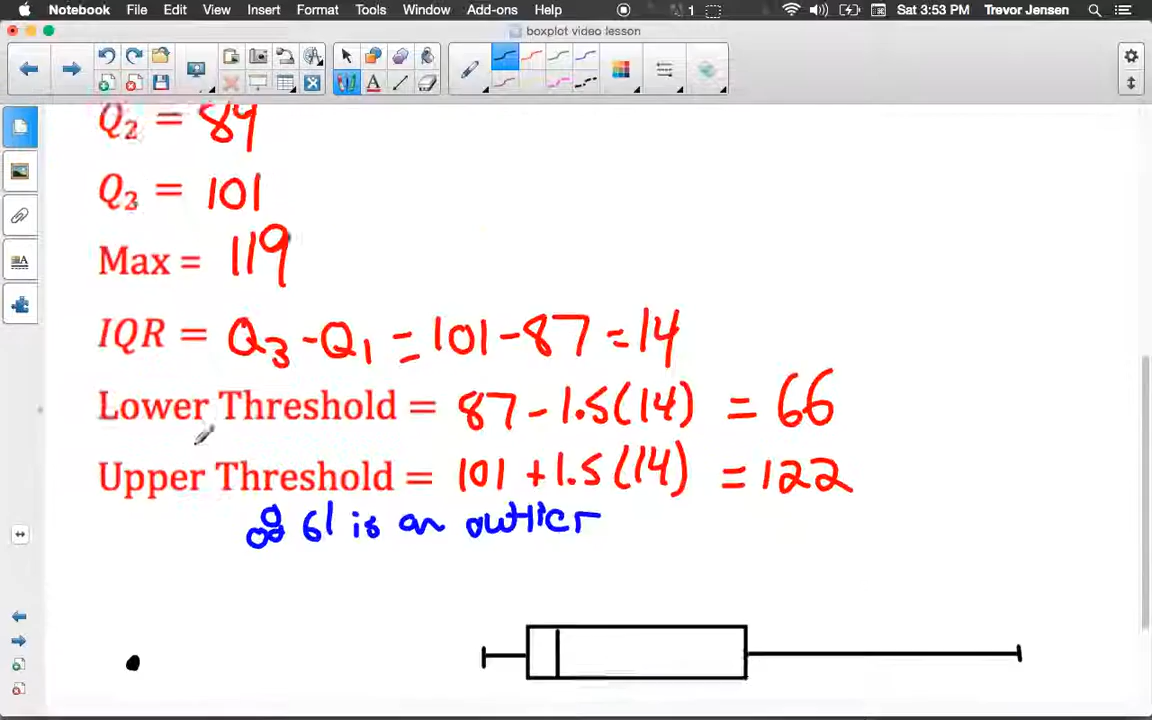 Notebook File Edit View Insert Format Tools Window Add-ons Help 1 Sat 3:53 PM Trevor Jensen
boxplot video lesson
Q₂ = 89
Q₃ = 101
Max = 119
IQR = Q₃ - Q₁ = 101 - 87 = 14
Lower Threshold = 87 - 1.5(14) = 66
Upper Threshold = 101 + 1.5(14) = 122
61 is an outlier